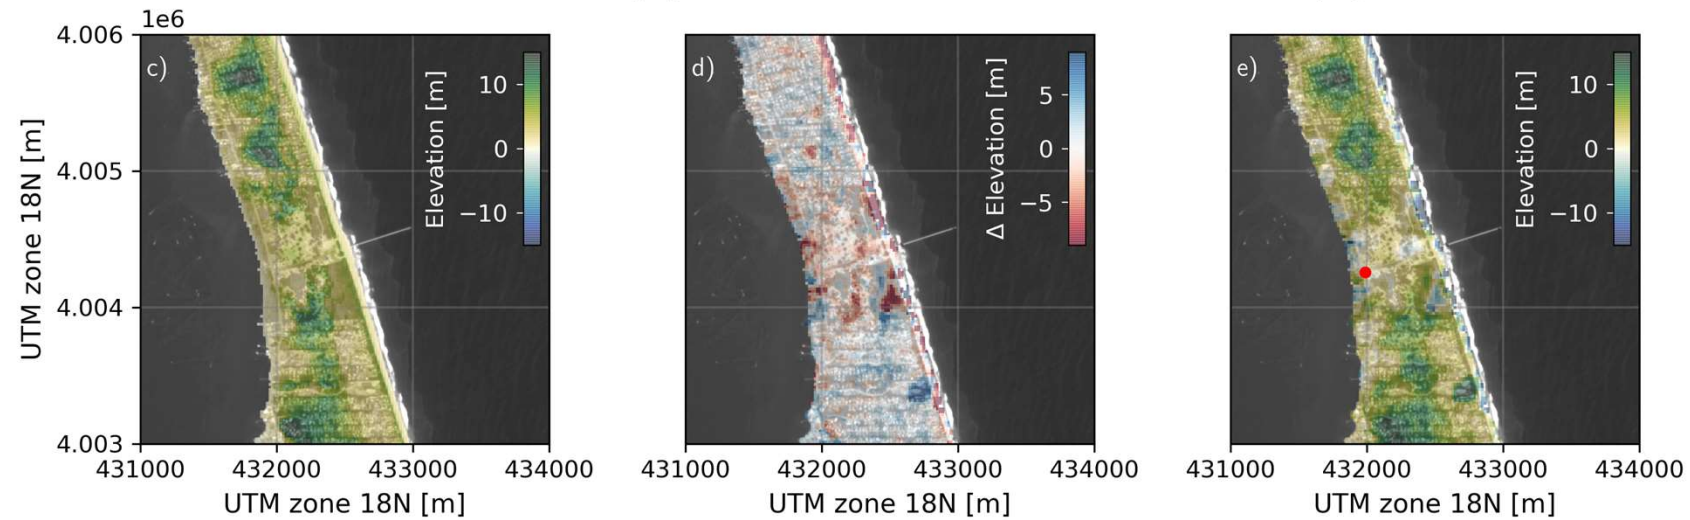 1e6
4.006
4.005
4.004
4.003
UTM zone 18N [m]
c)
Elevation [m]
10
0
−10
431000 432000 433000 434000
UTM zone 18N [m]
d)
Δ Elevation [m]
5
0
−5
431000 432000 433000 434000
UTM zone 18N [m]
e)
Elevation [m]
10
0
−10
431000 432000 433000 434000
UTM zone 18N [m]